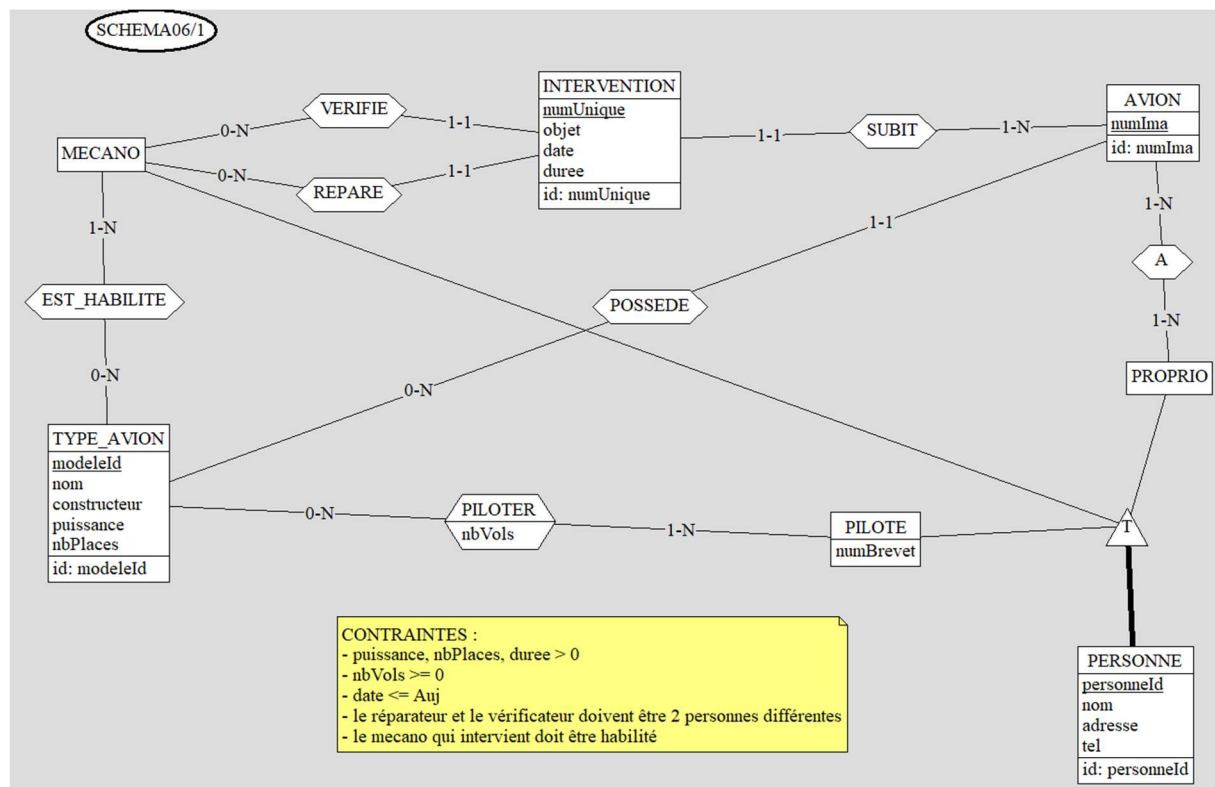 SCHEMA06/1
INTERVENTION
numUnique
objet
date
duree
id: numUnique
AVION
numIma
id: numIma
VERIFIE
0-N
1-1
MECANO
0-N
REPARE
1-1
1-1
SUBIT
1-N
1-N
EST_HABILITE
0-N
1-1
POSSEDE
0-N
1-N
A
1-N
PROPRIO
TYPE_AVION
modeleId
nom
constructeur
puissance
nbPlaces
id: modeleId
0-N
PILOTER
nbVols
1-N
PILOTE
numBrevet
T
CONTRAINTES :
- puissance, nbPlaces, duree > 0
- nbVols >= 0
- date <= Auj
- le réparateur et le vérificateur doivent être 2 personnes différentes
- le mecano qui intervient doit être habilité
PERSONNE
personneId
nom
adresse
tel
id: personneId